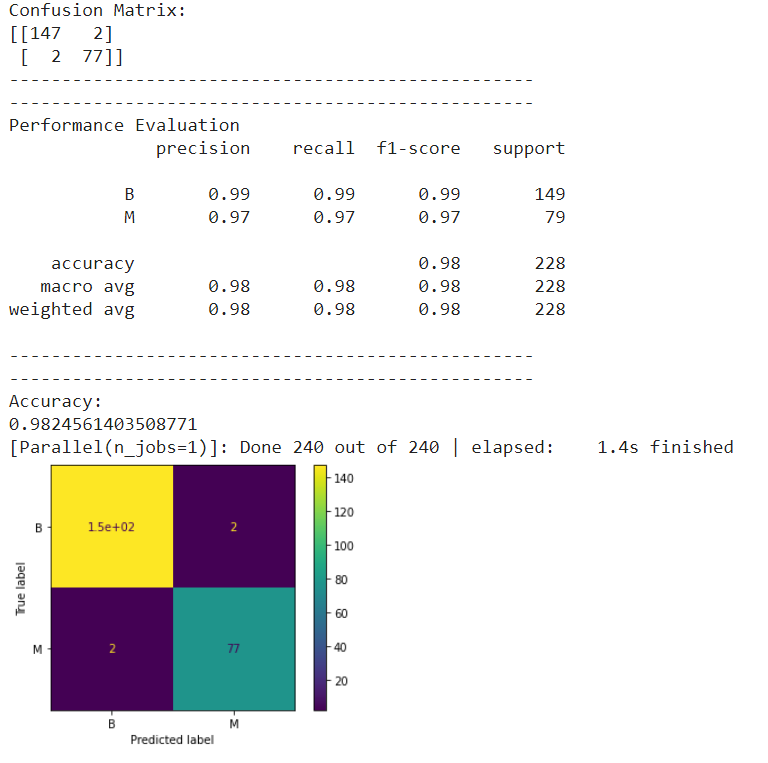 Confusion Matrix:
[[147   2]
 [  2  77]]
--------------------------------------------------
--------------------------------------------------
Performance Evaluation
              precision    recall  f1-score   support

           B       0.99      0.99      0.99       149
           M       0.97      0.97      0.97        79

    accuracy                           0.98       228
   macro avg       0.98      0.98      0.98       228
weighted avg       0.98      0.98      0.98       228

--------------------------------------------------
--------------------------------------------------
Accuracy:
0.9824561403508771
[Parallel(n_jobs=1)]: Done 240 out of 240 | elapsed:    1.4s finished
140
B 1.5e+02 2
120
100
True label
80
60
M 2 77
40
20
B M
Predicted label